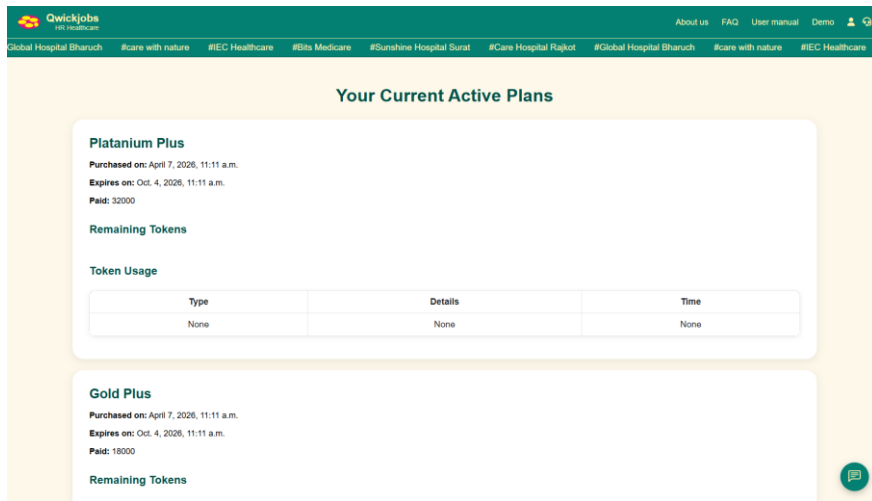 Qwickjobs
HR Healthcare
About us FAQ User manual Demo
Global Hospital Bharuch #care with nature #IEC Healthcare #Bits Medicare #Sunshine Hospital Surat #Care Hospital Rajkot #Global Hospital Bharuch #care with nature #IEC Healthcare
Your Current Active Plans
Platanium Plus
Purchased on: April 7, 2026, 11:11 a.m.
Expires on: Oct. 4, 2026, 11:11 a.m.
Paid: 32000
Remaining Tokens
Token Usage
Type Details Time
None None None
Gold Plus
Purchased on: April 7, 2026, 11:11 a.m.
Expires on: Oct. 4, 2026, 11:11 a.m.
Paid: 18000
Remaining Tokens